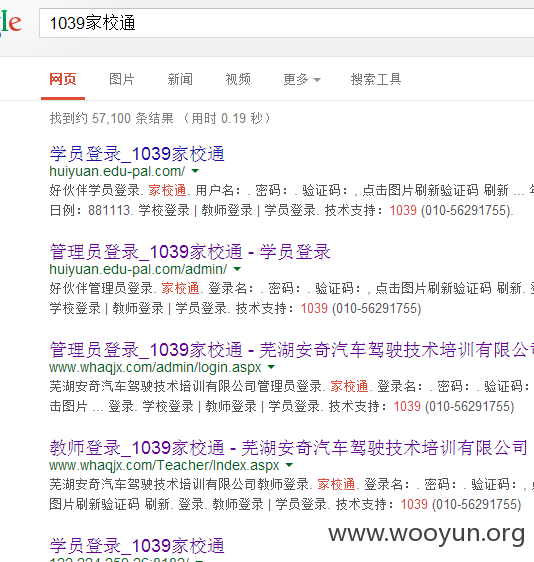 gle
1039家校通
网页 图片 新闻 视频 更多 搜索工具
找到约 57,100 条结果 （用时 0.19 秒）
学员登录_1039家校通
huiyuan.edu-pal.com/
好伙伴学员登录. 家校通. 用户名：. 密码：. 验证码：, 点击图片刷新验证码 刷新 ... 年
日例：881113. 学校登录 | 教师登录 | 学员登录. 技术支持：1039 (010-56291755).
管理员登录_1039家校通 - 学员登录
huiyuan.edu-pal.com/admin/
好伙伴管理员登录. 家校通. 登录名：. 密码：. 验证码：, 点击图片刷新验证码 刷新. 登
学校登录 | 教师登录 | 学员登录. 技术支持：1039 (010-56291755)
管理员登录_1039家校通 - 芜湖安奇汽车驾驶技术培训有限公司
www.whaqjx.com/admin/login.aspx
芜湖安奇汽车驾驶技术培训有限公司管理员登录. 家校通. 登录名：. 密码：. 验证码：, 点
击图片 ... 登录. 学校登录 | 教师登录 | 学员登录. 技术支持：1039 (010-56291755)
教师登录_1039家校通 - 芜湖安奇汽车驾驶技术培训有限公司
www.whaqjx.com/Teacher/Index.aspx
芜湖安奇汽车驾驶技术培训有限公司教师登录. 家校通. 登录名：. 密码：. 验证码：, 点
图片刷新验证码 刷新. 登录. 教师登录 | 学员登录. 技术支持：1039 (010-56291755)
www.wooyun.org
学员登录_1039家校通